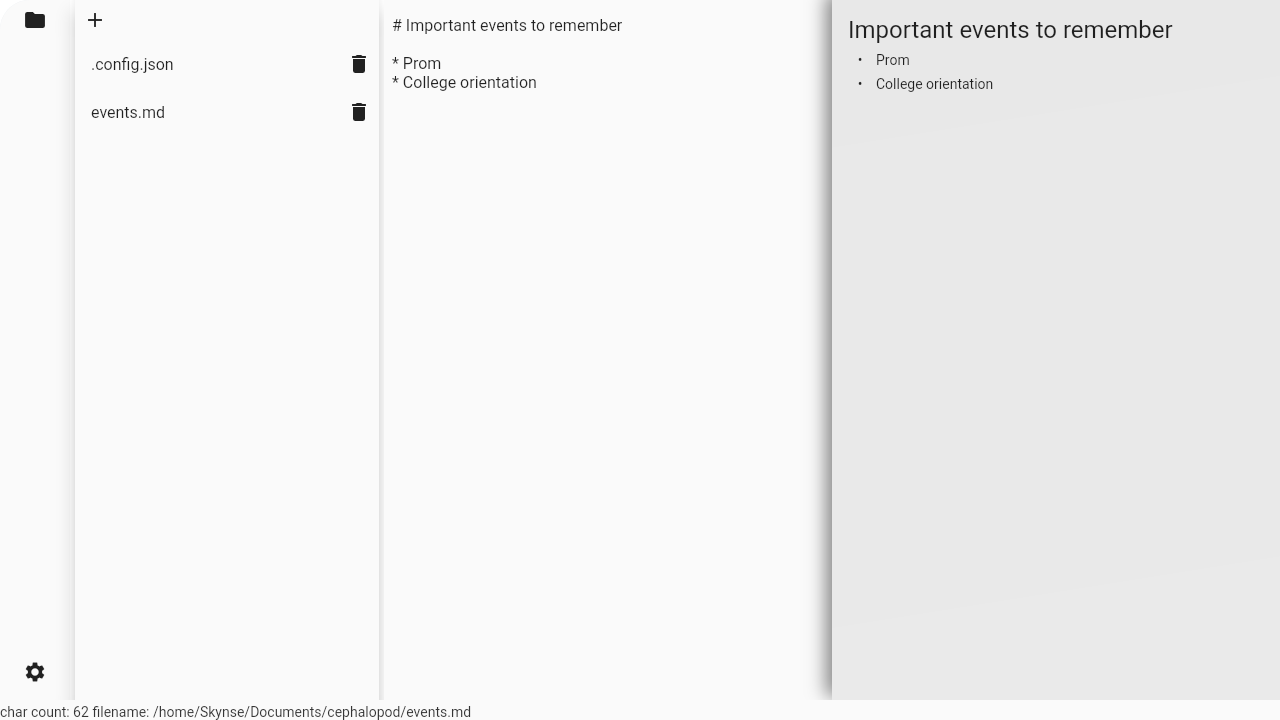 .config.json
events.md
# Important events to remember
* Prom
* College orientation
Important events to remember
• Prom
• College orientation
char count: 62 filename: /home/Skynse/Documents/cephalopod/events.md